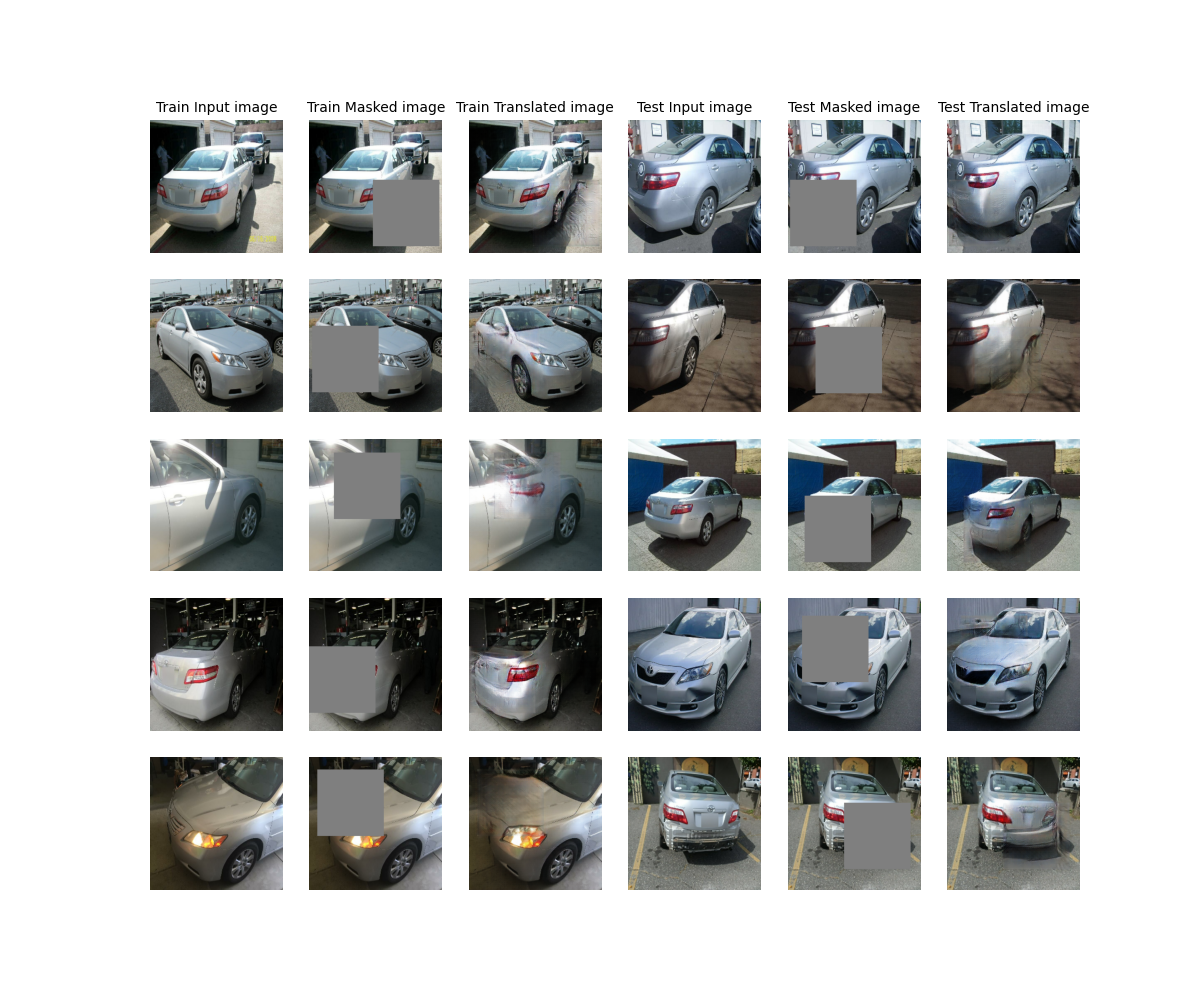 Train Input image
Train Masked image
Train Translated image
Test Input image
Test Masked image
Test Translated image